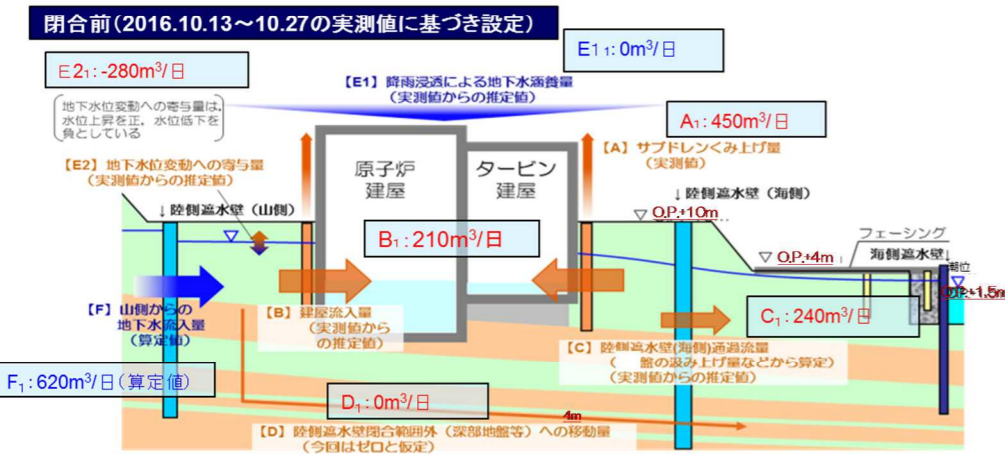 閉合前(2016.10.13~10.27の実測値に基づき設定)
E1₁:0m³/日
E2₁:-280m³/日
【E1】降雨浸透による地下水涵養量
(実測値からの推定値)
地下水位変動への寄与量は、
水位上昇を正、水位低下を
負としている
A₁:450m³/日
【A】サブドレンくみ上げ量
(実測値)
【E2】地下水位変動への寄与量
(実測値からの推定値)
原子炉
建屋
タービン
建屋
↓陸側遮水壁(山側)
↓陸側遮水壁(海側)
▽ O.P.+10m
B₁:210m³/日
フェーシング
海側遮水壁↓
▽ O.P.+4m
潮位
O.P.+1.5m
【F】山側からの
地下水流入量
(算定値)
【B】建屋流入量
(実測値から
の推定値)
C₁:240m³/日
【C】陸側遮水壁(海側)通過流量
( 盤の汲み上げ量などから算定)
(実測値からの推定値)
F₁:620m³/日(算定値)
D₁:0m³/日
4m
【D】陸側遮水壁閉合範囲外(深部地盤等)への移動量
(今回はゼロと仮定)